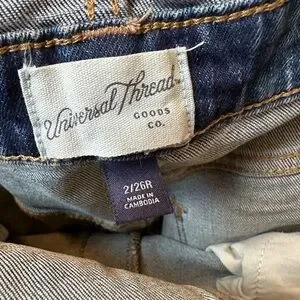 Universal Thread
GOODS
CO.
2/26R
MADE IN
CAMBODIA